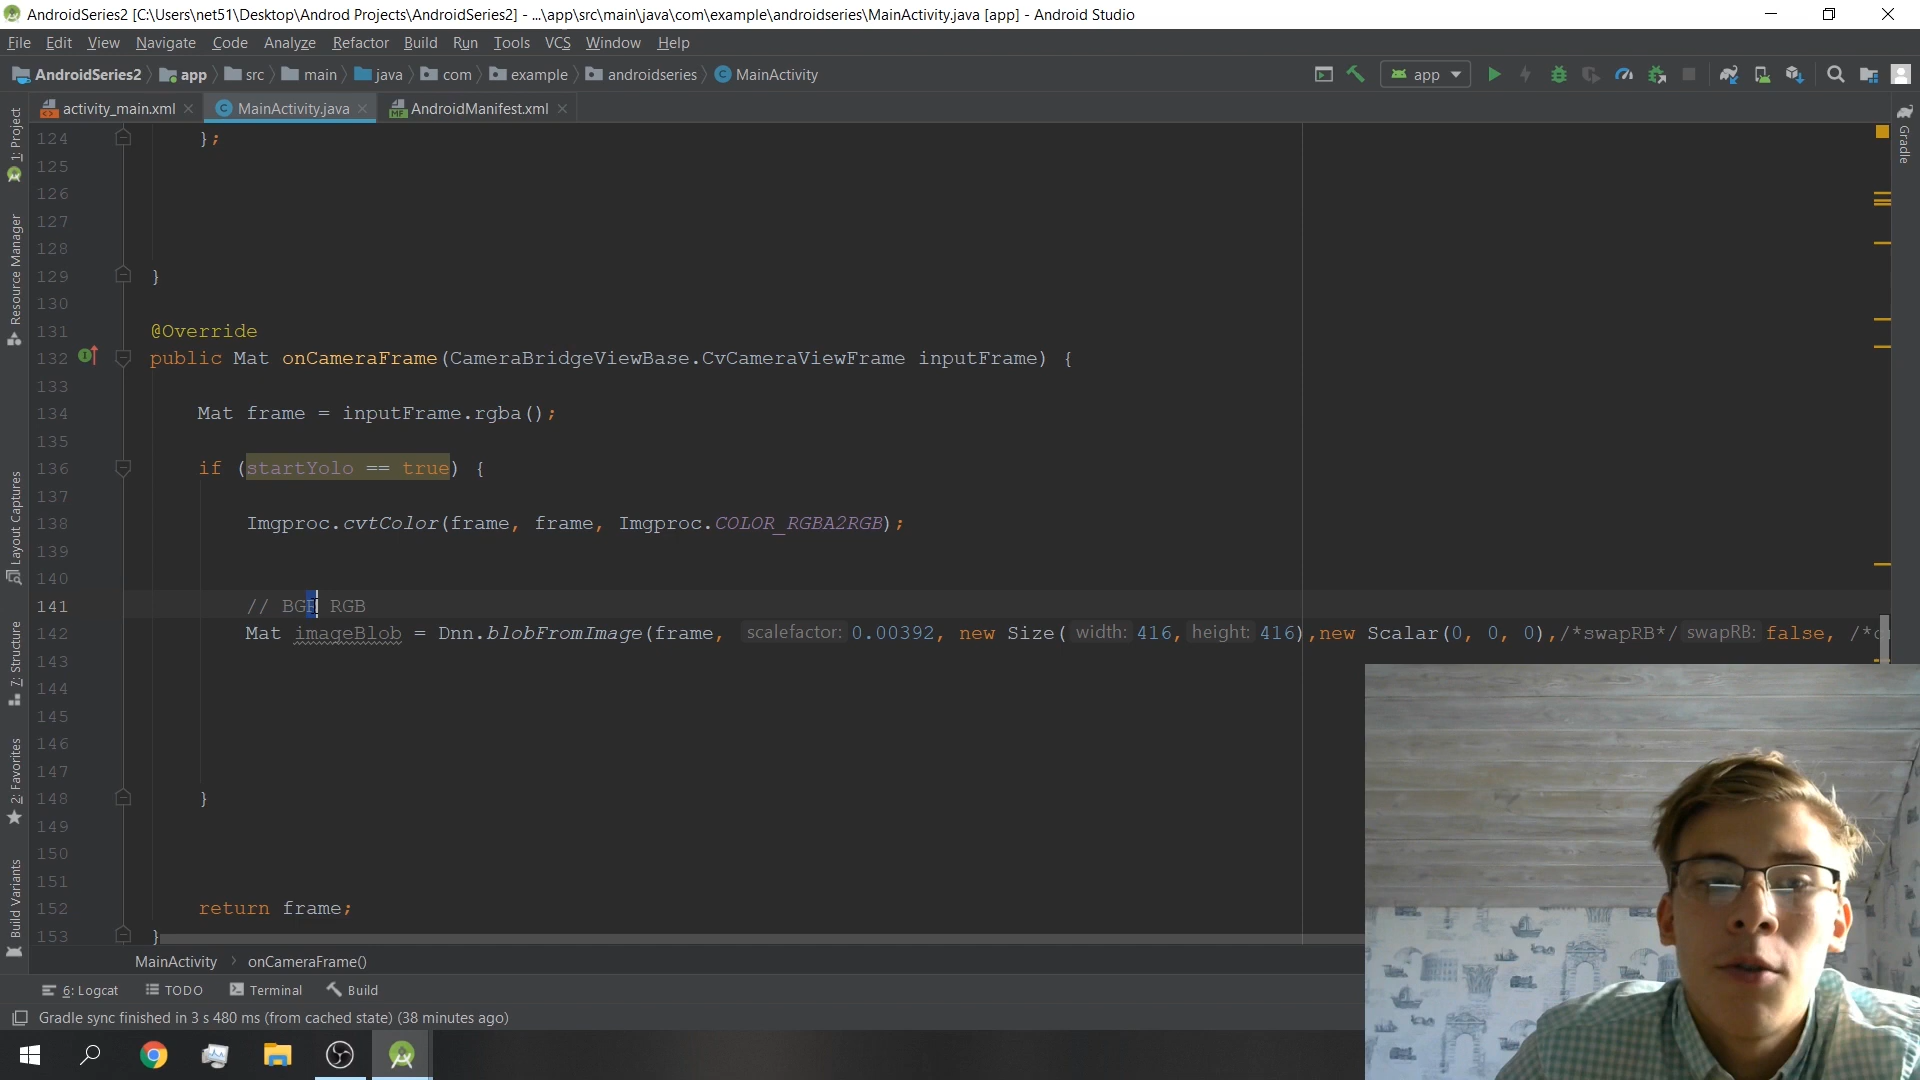 AndroidSeries2 [C:\Users\net51\Desktop\Androd Projects\AndroidSeries2] - ...\app\src\main\java\com\example\androidseries\MainActivity.java [app] - Android Studio
File Edit View Navigate Code Analyze Refactor Build Run Tools VCS Window Help
AndroidSeries2 app src main java com example androidseries MainActivity app
activity_main.xml MainActivity.java AndroidManifest.xml
1: Project
Resource Manager
Layout Captures
7: Structure
2: Favorites
Build Variants
Gradle
124 };
125
126
127
128
129 }
130
131 @Override
132 public Mat onCameraFrame(CameraBridgeViewBase.CvCameraViewFrame inputFrame) {
133
134 Mat frame = inputFrame.rgba();
135
136 if (startYolo == true) {
137
138 Imgproc.cvtColor(frame, frame, Imgproc.COLOR_RGBA2RGB);
139
140
141 // BGR RGB
142 Mat imageBlob = Dnn.blobFromImage(frame, scalefactor: 0.00392, new Size( width: 416, height: 416),new Scalar(0, 0, 0),/*swapRB*/ swapRB: false, /*
143
144
145
146
147
148 }
149
150
151
152 return frame;
153 }
MainActivity onCameraFrame()
6: Logcat TODO Terminal Build
Gradle sync finished in 3 s 480 ms (from cached state) (38 minutes ago)